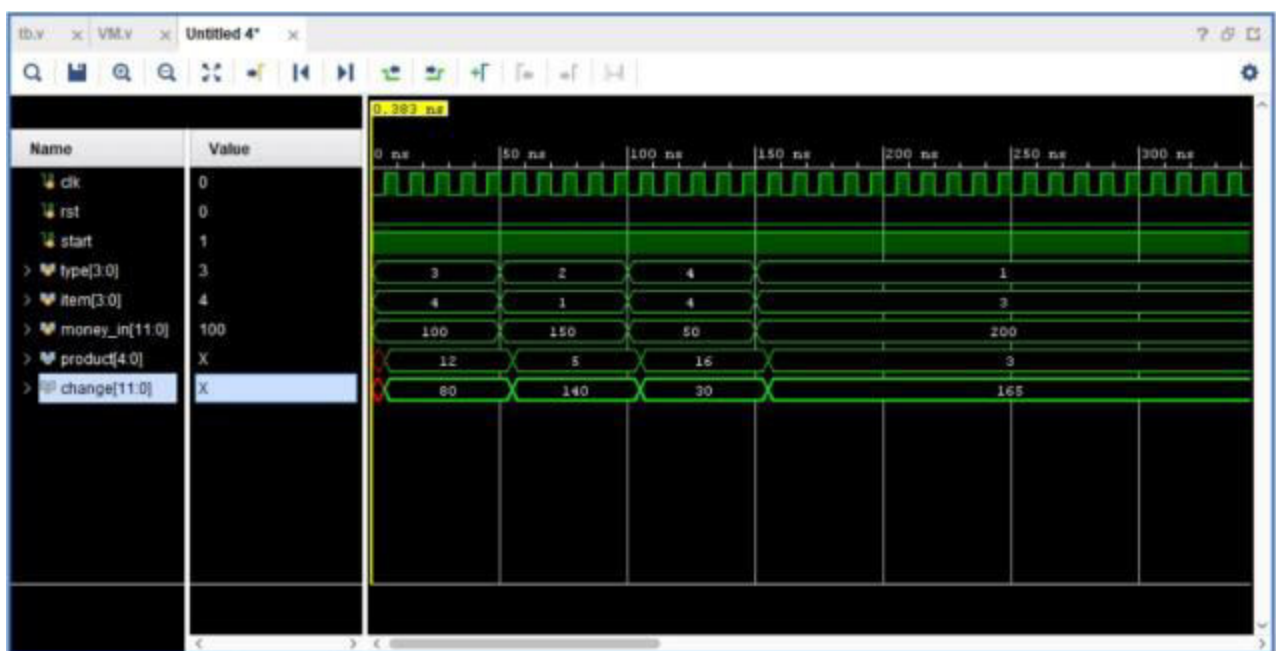 tb.v × VM.v × Untitled 4* × ?
0.383 ns
Name Value 0 ns 50 ns 100 ns 150 ns 200 ns 250 ns 300 ns
clk 0
rst 0
start 1
> type[3:0] 3 3 2 4 1
> item[3:0] 4 4 1 4 3
> money_in[11:0] 100 100 150 50 200
> product[4:0] X 12 5 16 3
> change[11:0] X 80 140 30 165